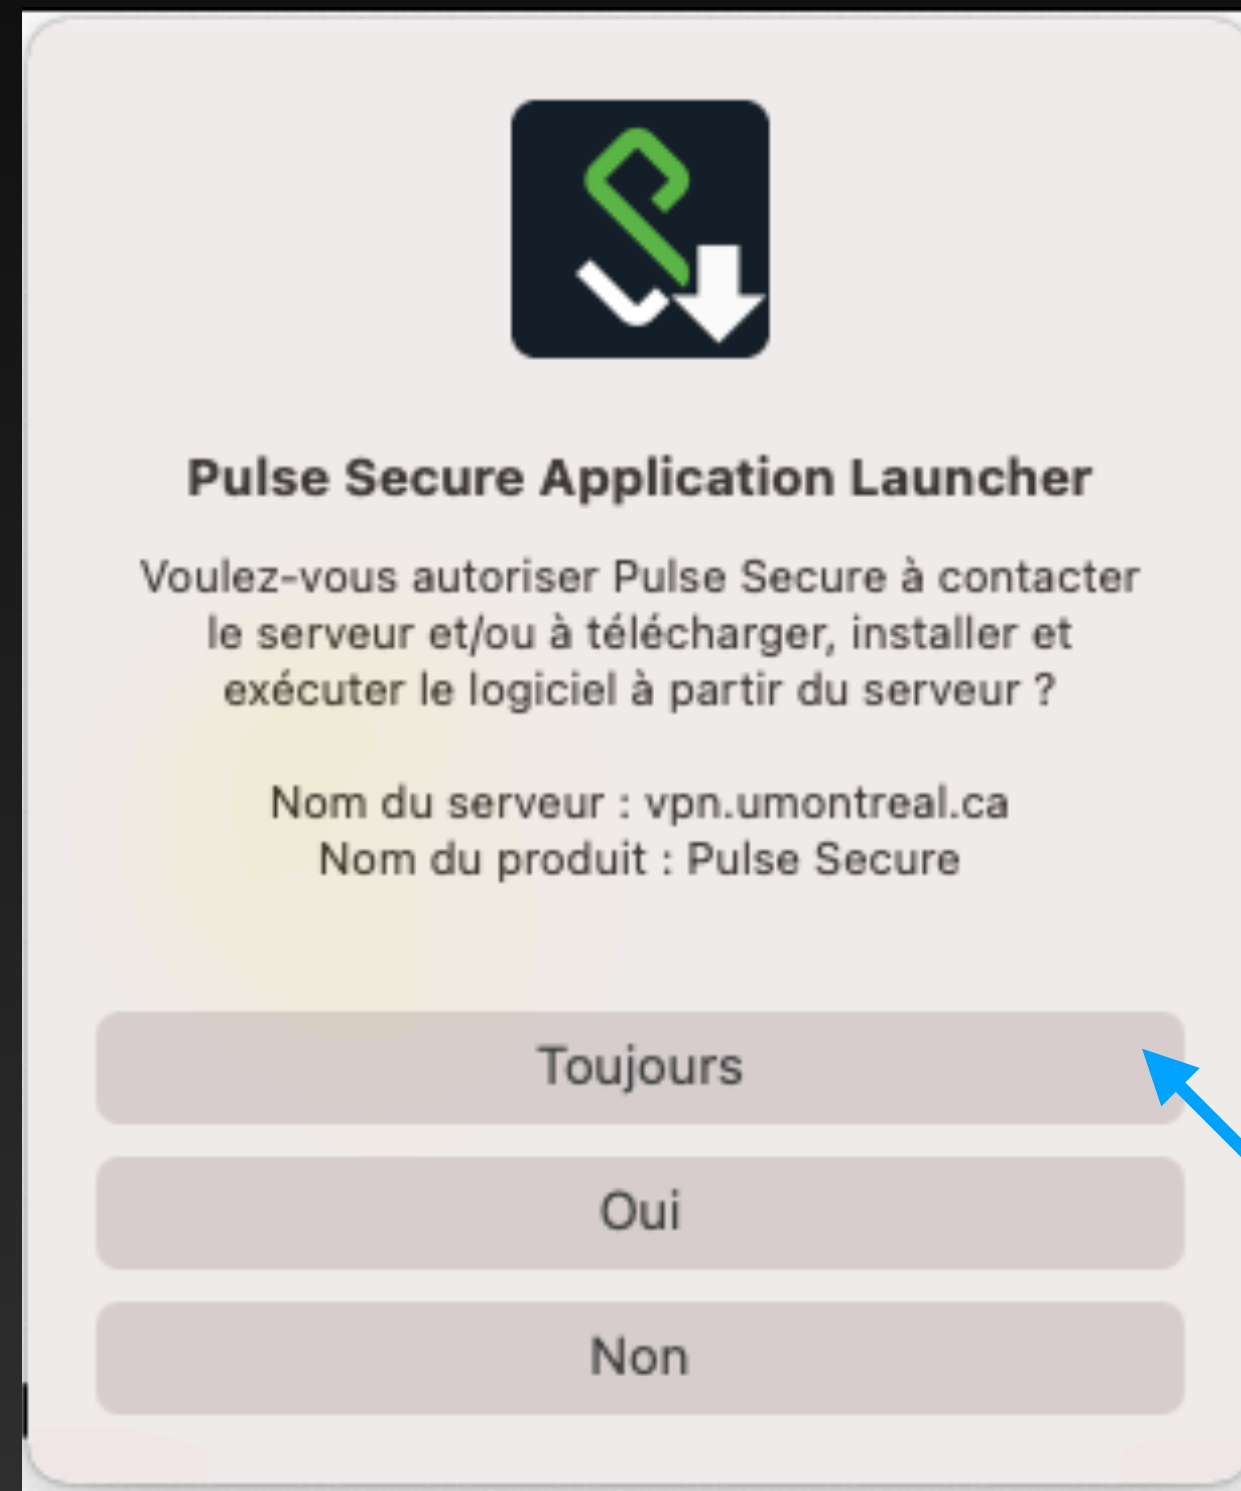 Pulse Secure Application Launcher
Voulez-vous autoriser Pulse Secure à contacter
le serveur et/ou à télécharger, installer et
exécuter le logiciel à partir du serveur ?
Nom du serveur : vpn.umontreal.ca
Nom du produit : Pulse Secure
Toujours
Oui
Non